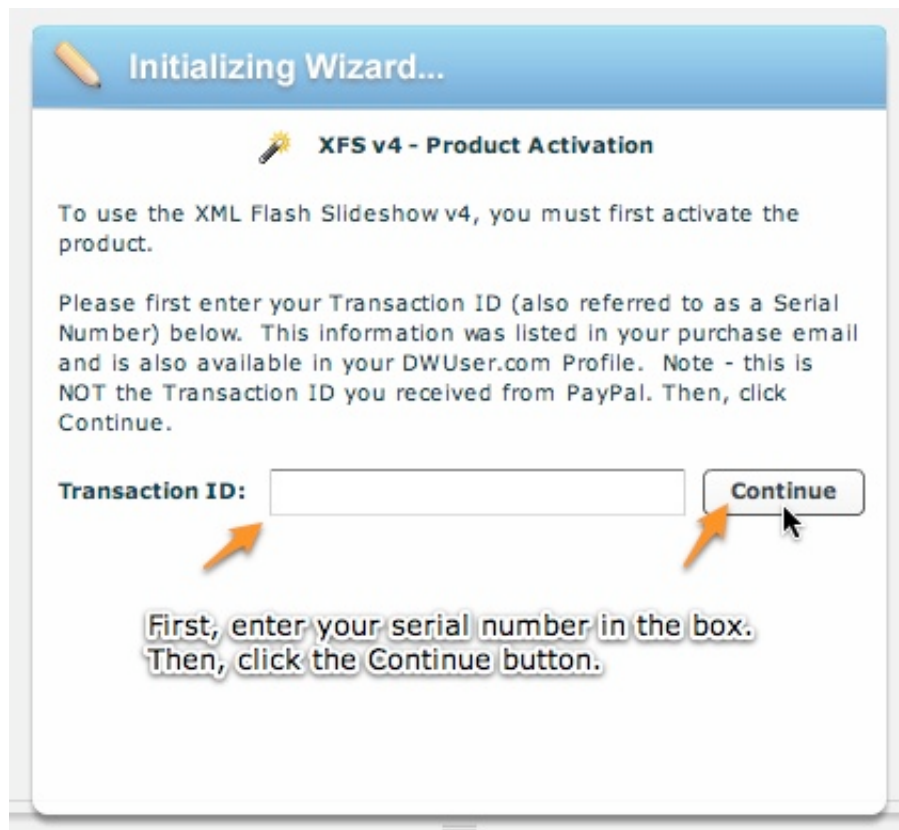 Initializing Wizard...
XFS v4 - Product Activation
To use the XML Flash Slideshow v4, you must first activate the
product.
Please first enter your Transaction ID (also referred to as a Serial
Number) below.  This information was listed in your purchase email
and is also available in your DWUser.com Profile.  Note - this is
NOT the Transaction ID you received from PayPal. Then, click
Continue.
Transaction ID:
Continue
First, enter your serial number in the box.
Then, click the Continue button.